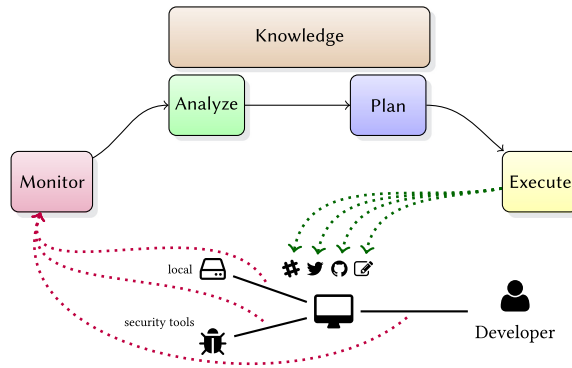 Knowledge
Analyze
Plan
Monitor
Execute
local
security tools
Developer